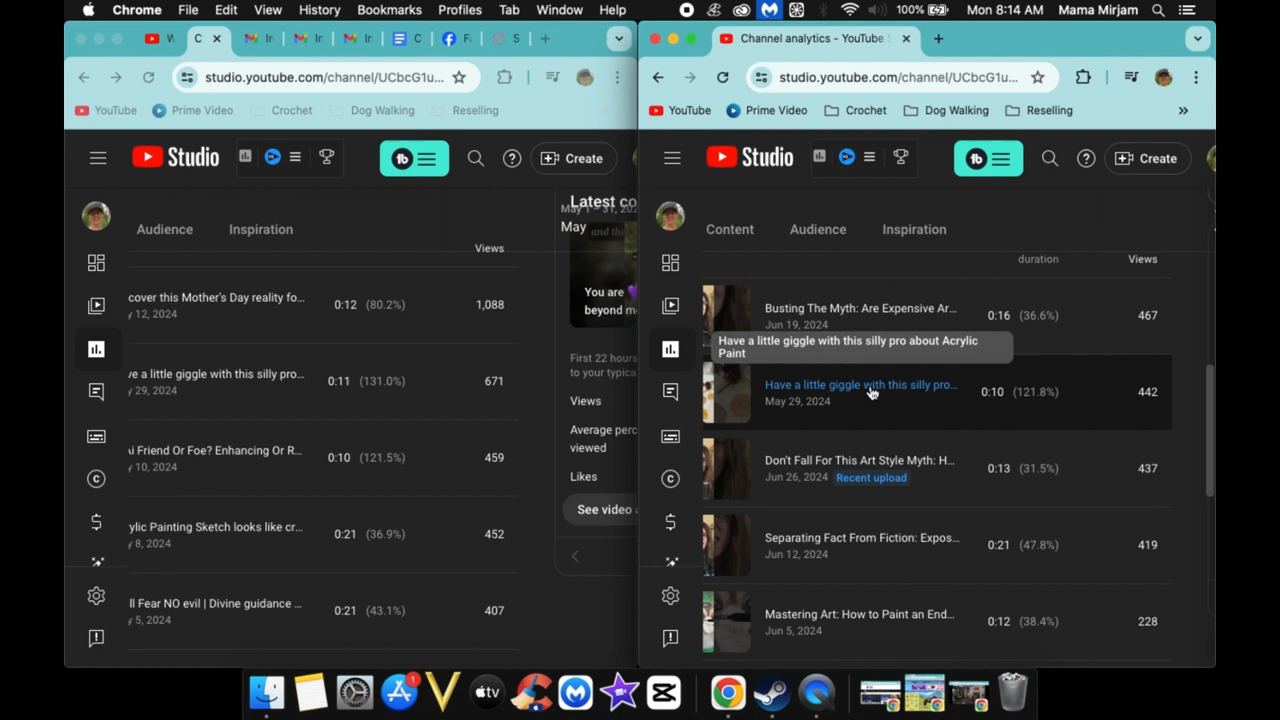 Chrome File Edit View History Bookmarks Profiles Tab Window Help 100% Mon 8:14 AM Mama Mirjam
C
Channel analytics - YouTube
studio.youtube.com/channel/UCbcG1u...
studio.youtube.com/channel/UCbcG1u...
YouTube Prime Video Crochet Dog Walking Reselling
YouTube Prime Video Crochet Dog Walking Reselling »
Studio Create
Studio Create
Audience Inspiration
Views
cover this Mother's Day reality fo... 0:12 (80.2%) 1,088
y 12, 2024
ve a little giggle with this silly pro... 0:11 (131.0%) 671
y 29, 2024
i Friend Or Foe? Enhancing Or R... 0:10 (121.5%) 459
y 10, 2024
ylic Painting Sketch looks like cr... 0:21 (36.9%) 452
y 8, 2024
ll Fear NO evil | Divine guidance ... 0:21 (43.1%) 407
y 5, 2024
Latest co
May
and the
You are
beyond m
First 22 hours
to your typica
Views
Average perc
viewed
Likes
See video a
Content Audience Inspiration
duration Views
Busting The Myth: Are Expensive Ar... 0:16 (36.6%) 467
Jun 19, 2024
Have a little giggle with this silly pro about Acrylic
Paint
Have a little giggle with this silly pro... 0:10 (121.8%) 442
May 29, 2024
Don't Fall For This Art Style Myth: H... 0:13 (31.5%) 437
Jun 26, 2024 Recent upload
Separating Fact From Fiction: Expos... 0:21 (47.8%) 419
Jun 12, 2024
Mastering Art: How to Paint an End... 0:12 (38.4%) 228
Jun 5, 2024
tv
1